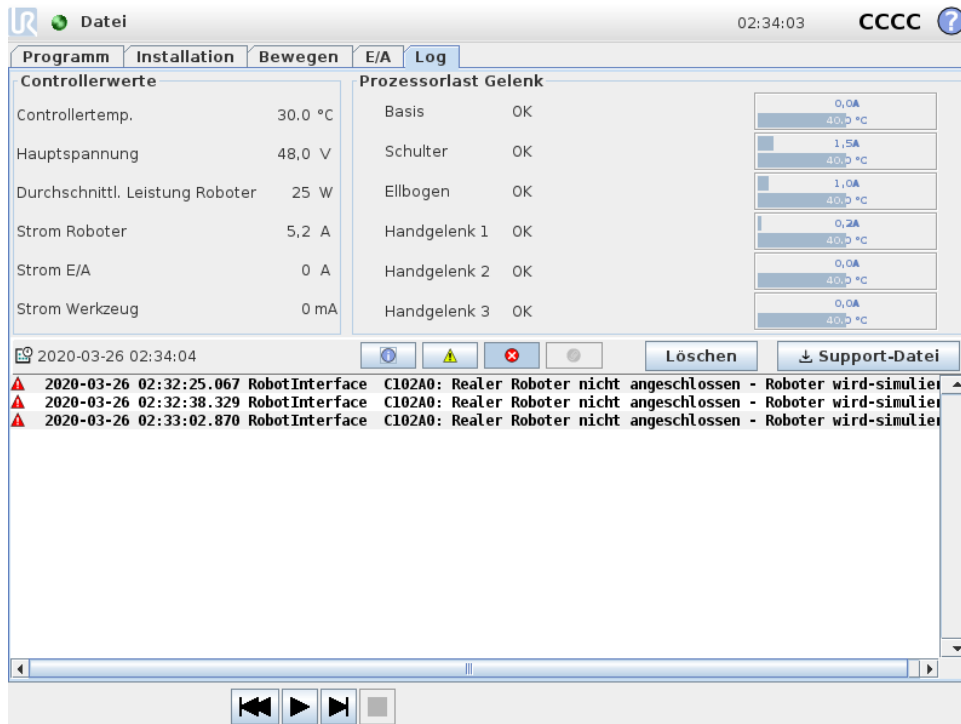 UR Datei 02:34:03 CCCC ?
Programm Installation Bewegen E/A Log
Controllerwerte
Controllertemp. 30.0 °C
Hauptspannung 48,0 V
Durchschnittl. Leistung Roboter 25 W
Strom Roboter 5,2 A
Strom E/A 0 A
Strom Werkzeug 0 mA
Prozessorlast Gelenk
Basis OK 0,0A
40,0 °C
Schulter OK 1,5A
40,0 °C
Ellbogen OK 1,0A
40,0 °C
Handgelenk 1 OK 0,2A
40,0 °C
Handgelenk 2 OK 0,0A
40,0 °C
Handgelenk 3 OK 0,0A
40,0 °C
2020-03-26 02:34:04 Löschen Support-Datei
2020-03-26 02:32:25.067 RobotInterface C102A0: Realer Roboter nicht angeschlossen - Roboter wird-simulier
2020-03-26 02:32:38.329 RobotInterface C102A0: Realer Roboter nicht angeschlossen - Roboter wird-simulier
2020-03-26 02:33:02.870 RobotInterface C102A0: Realer Roboter nicht angeschlossen - Roboter wird-simulier